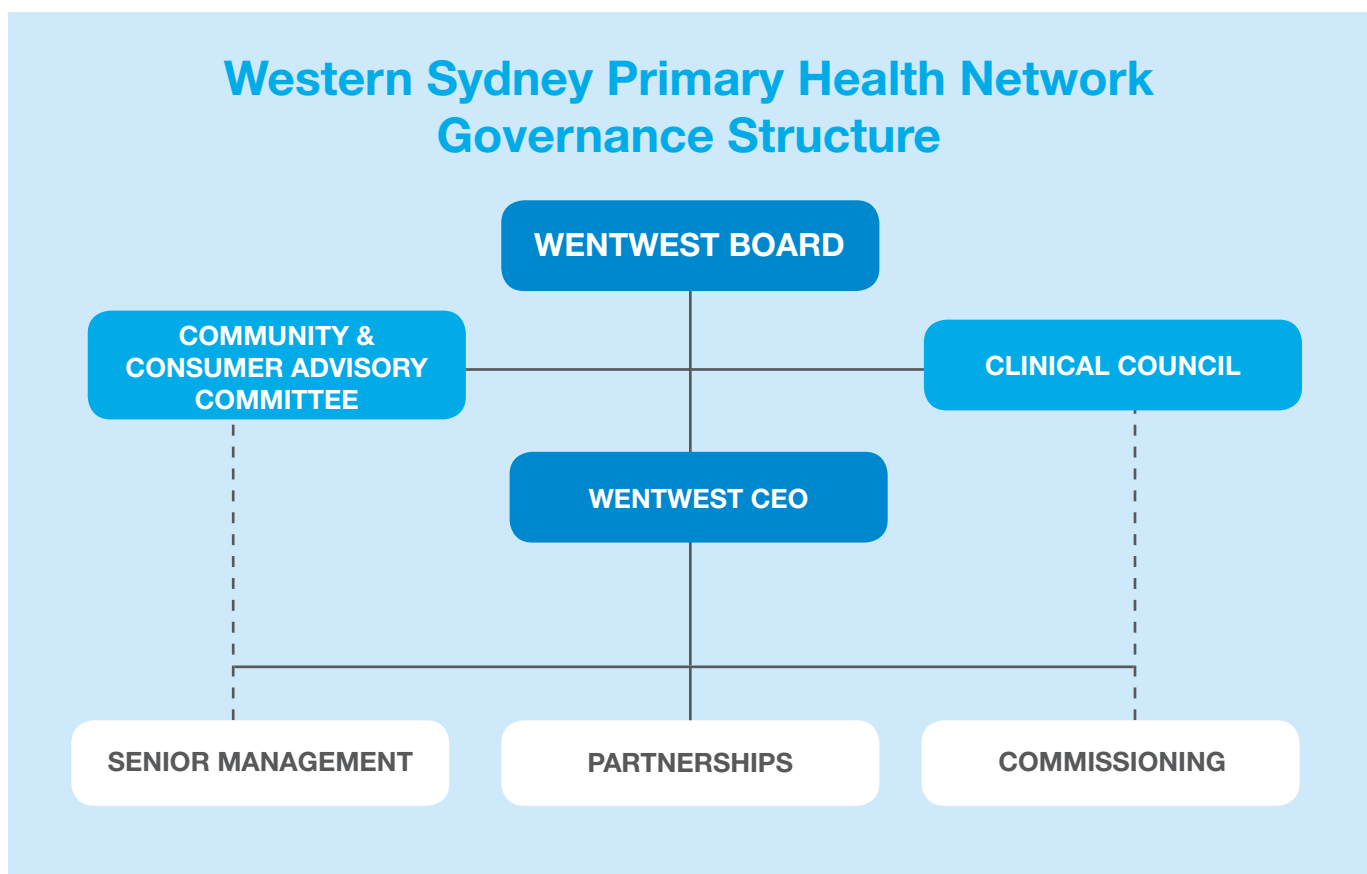 Western Sydney Primary Health Network
Governance Structure
WENTWEST BOARD
COMMUNITY &
CONSUMER ADVISORY
COMMITTEE
CLINICAL COUNCIL
WENTWEST CEO
SENIOR MANAGEMENT
PARTNERSHIPS
COMMISSIONING